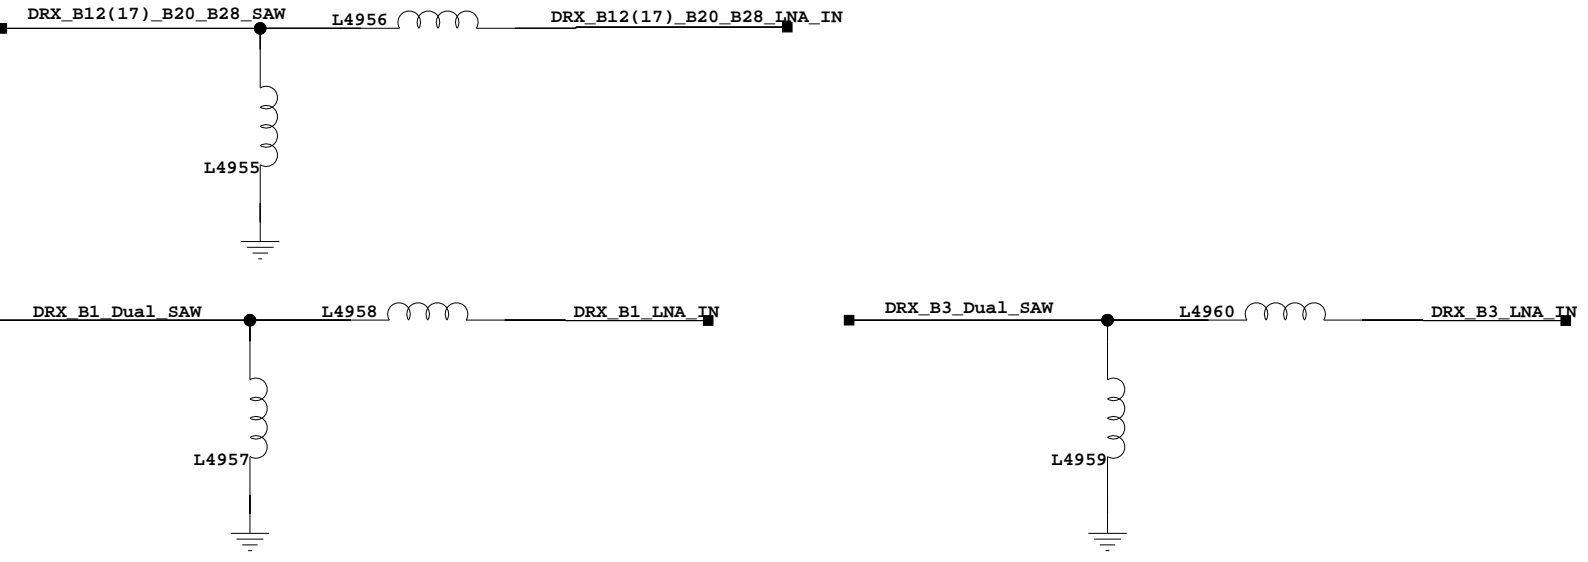 DRX_B12(17)_B20_B28_SAW L4956 DRX_B12(17)_B20_B28_LNA_IN
L4955
DRX_B1_Dual_SAW L4958 DRX_B1_LNA_IN
DRX_B3_Dual_SAW L4960 DRX_B3_LNA_IN
L4957
L4959